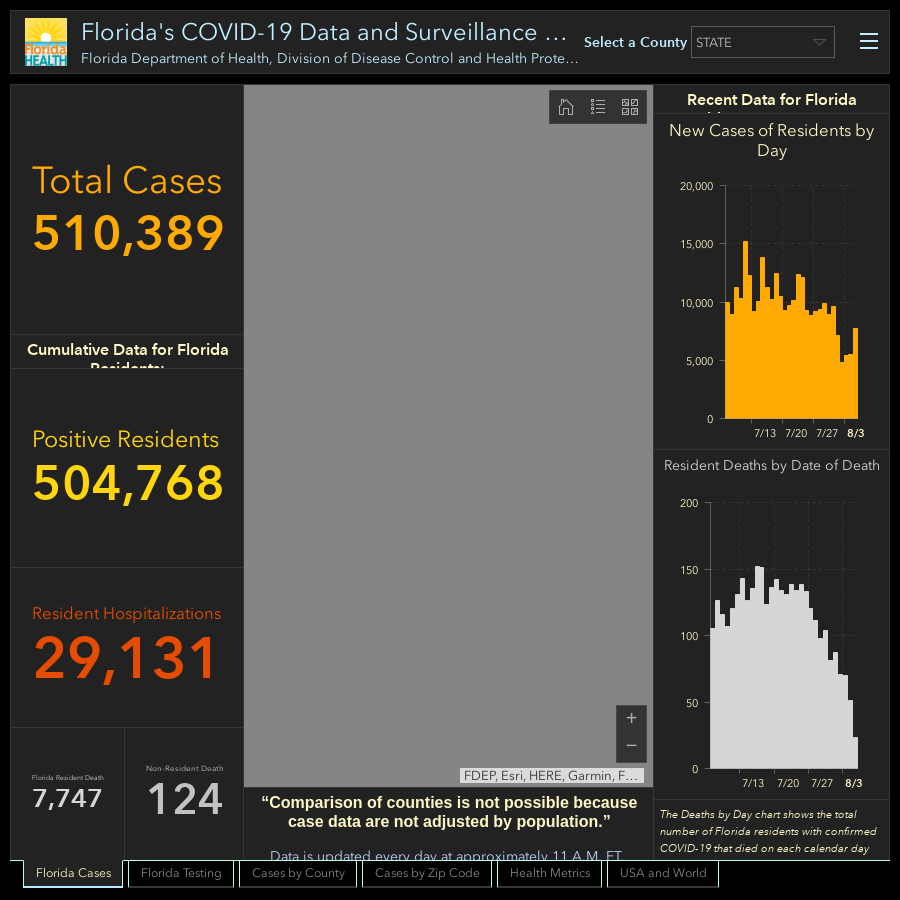 Florida HEALTH
Florida's COVID-19 Data and Surveillance ...
Florida Department of Health, Division of Disease Control and Health Prote...
Select a County
STATE
Total Cases
510,389
Cumulative Data for Florida
Residents:
Positive Residents
504,768
Resident Hospitalizations
29,131
Florida Resident Death
7,747
Non-Resident Death
124
FDEP, Esri, HERE, Garmin, F...
“Comparison of counties is not possible because
case data are not adjusted by population.”
Data is updated every day at approximately 11 A.M. ET.
Recent Data for Florida
New Cases of Residents by
Day
20,000
15,000
10,000
5,000
0
7/13 7/20 7/27 8/3
Resident Deaths by Date of Death
200
150
100
50
0
7/13 7/20 7/27 8/3
The Deaths by Day chart shows the total
number of Florida residents with confirmed
COVID-19 that died on each calendar day
Florida Cases
Florida Testing
Cases by County
Cases by Zip Code
Health Metrics
USA and World